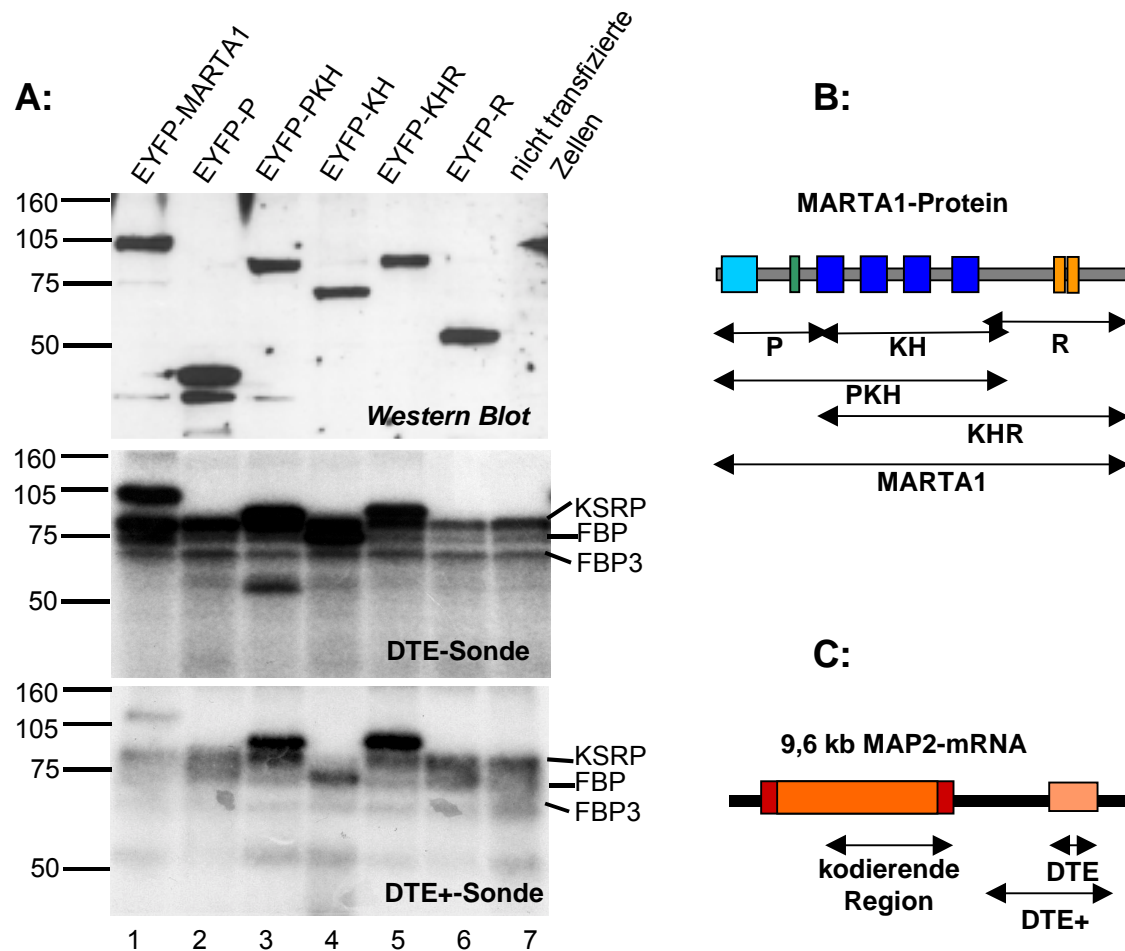 A:
EYFP-MARTA1
EYFP-P
EYFP-PKH
EYFP-KH
EYFP-KHR
EYFP-R
nicht transfizierte
Zellen
160
105
75
50
Western Blot
160
105
75
50
KSRP
FBP
FBP3
DTE-Sonde
160
105
75
50
KSRP
FBP
FBP3
DTE+-Sonde
1 2 3 4 5 6 7
B:
MARTA1-Protein
P KH R
PKH
KHR
MARTA1
C:
9,6 kb MAP2-mRNA
kodierende
Region
DTE
DTE+